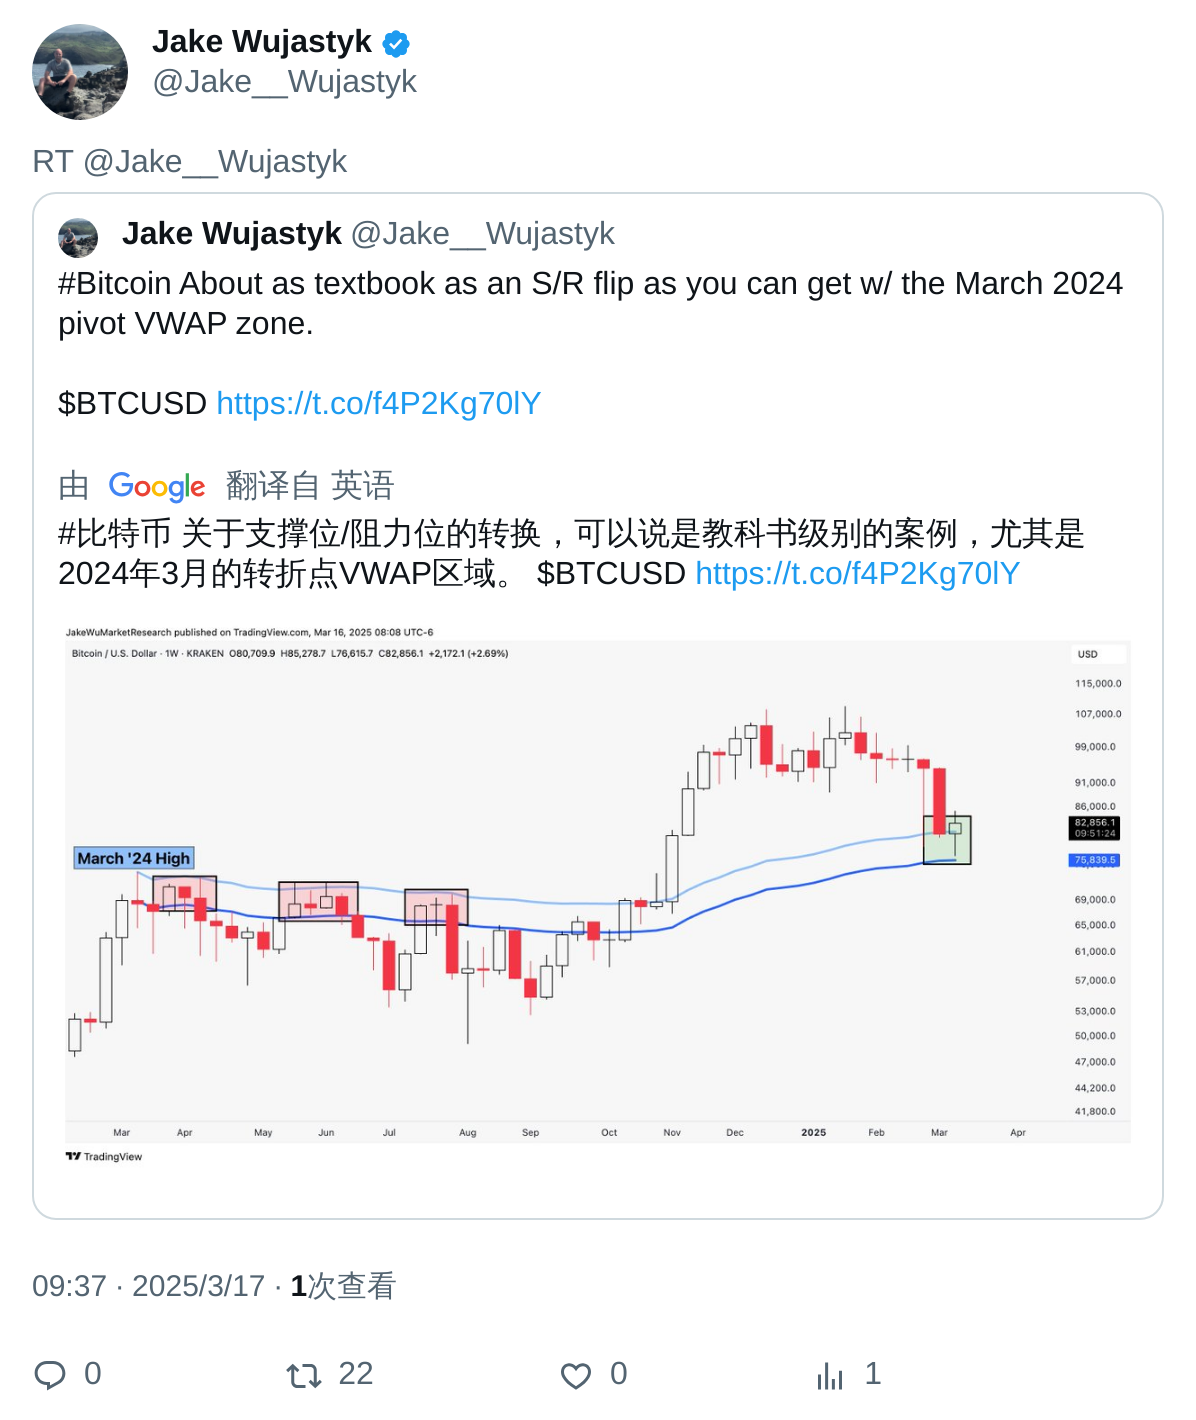 Jake Wujastyk
@Jake__Wujastyk
RT @Jake__Wujastyk
Jake Wujastyk @Jake__Wujastyk
#Bitcoin About as textbook as an S/R flip as you can get w/ the March 2024
pivot VWAP zone.
$BTCUSD https://t.co/f4P2Kg70lY
由 Google 翻译自 英语
#比特币 关于支撑位/阻力位的转换，可以说是教科书级别的案例，尤其是
2024年3月的转折点VWAP区域。 $BTCUSD https://t.co/f4P2Kg70lY
JakeWuMarketResearch published on TradingView.com, Mar 16, 2025 08:08 UTC-6
Bitcoin / U.S. Dollar · 1W · KRAKEN O80,709.9 H85,278.7 L76,615.7 C82,856.1 +2,172.1 (+2.69%)
USD
115,000.0
107,000.0
99,000.0
91,000.0
86,000.0
82,856.1
09:51:24
75,839.5
69,000.0
65,000.0
61,000.0
57,000.0
53,000.0
50,000.0
47,000.0
44,200.0
41,800.0
March '24 High
Mar Apr May Jun Jul Aug Sep Oct Nov Dec 2025 Feb Mar Apr
TradingView
09:37 · 2025/3/17 · 1次查看
0 22 0 1